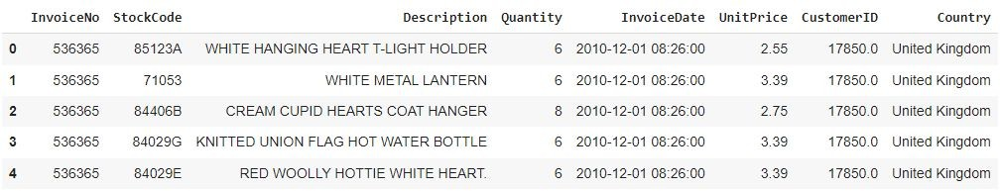 InvoiceNo StockCode Description Quantity InvoiceDate UnitPrice CustomerID Country
0 536365 85123A WHITE HANGING HEART T-LIGHT HOLDER 6 2010-12-01 08:26:00 2.55 17850.0 United Kingdom
1 536365 71053 WHITE METAL LANTERN 6 2010-12-01 08:26:00 3.39 17850.0 United Kingdom
2 536365 84406B CREAM CUPID HEARTS COAT HANGER 8 2010-12-01 08:26:00 2.75 17850.0 United Kingdom
3 536365 84029G KNITTED UNION FLAG HOT WATER BOTTLE 6 2010-12-01 08:26:00 3.39 17850.0 United Kingdom
4 536365 84029E RED WOOLLY HOTTIE WHITE HEART. 6 2010-12-01 08:26:00 3.39 17850.0 United Kingdom